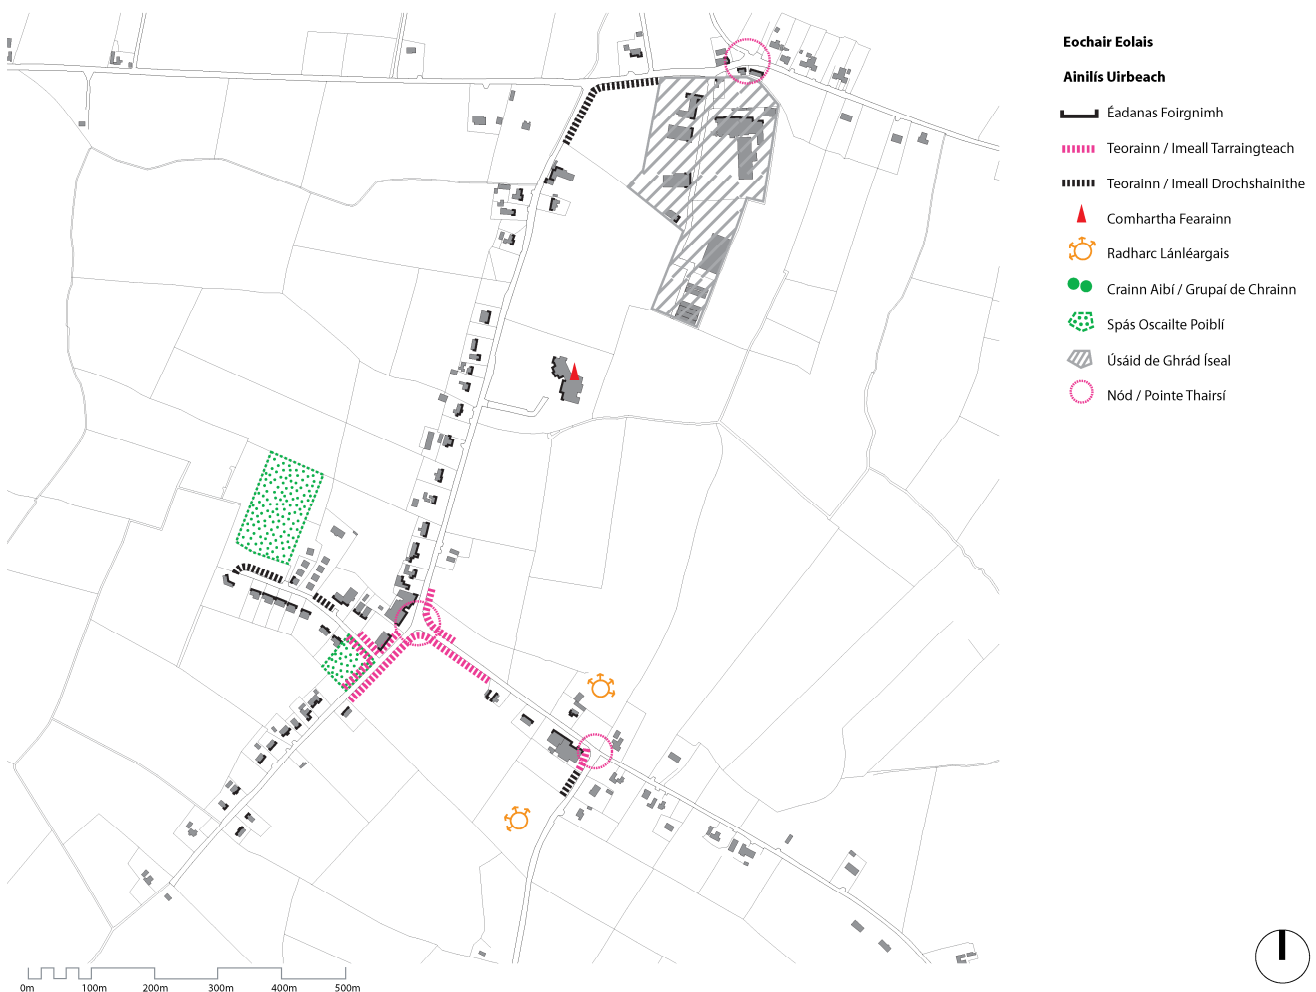 Eochair Eolais
Ainilís Uirbeach
Éadanas Foirgnimh
Teorainn / Imeall Tarraingteach
Teorainn / Imeall Drochshainithe
Comhartha Fearainn
Radharc Lánléargais
Crainn Aibí / Grupaí de Chrainn
Spás Oscailte Poiblí
Úsáid de Ghrád Íseal
Nód / Pointe Thairsí
0m 100m 200m 300m 400m 500m